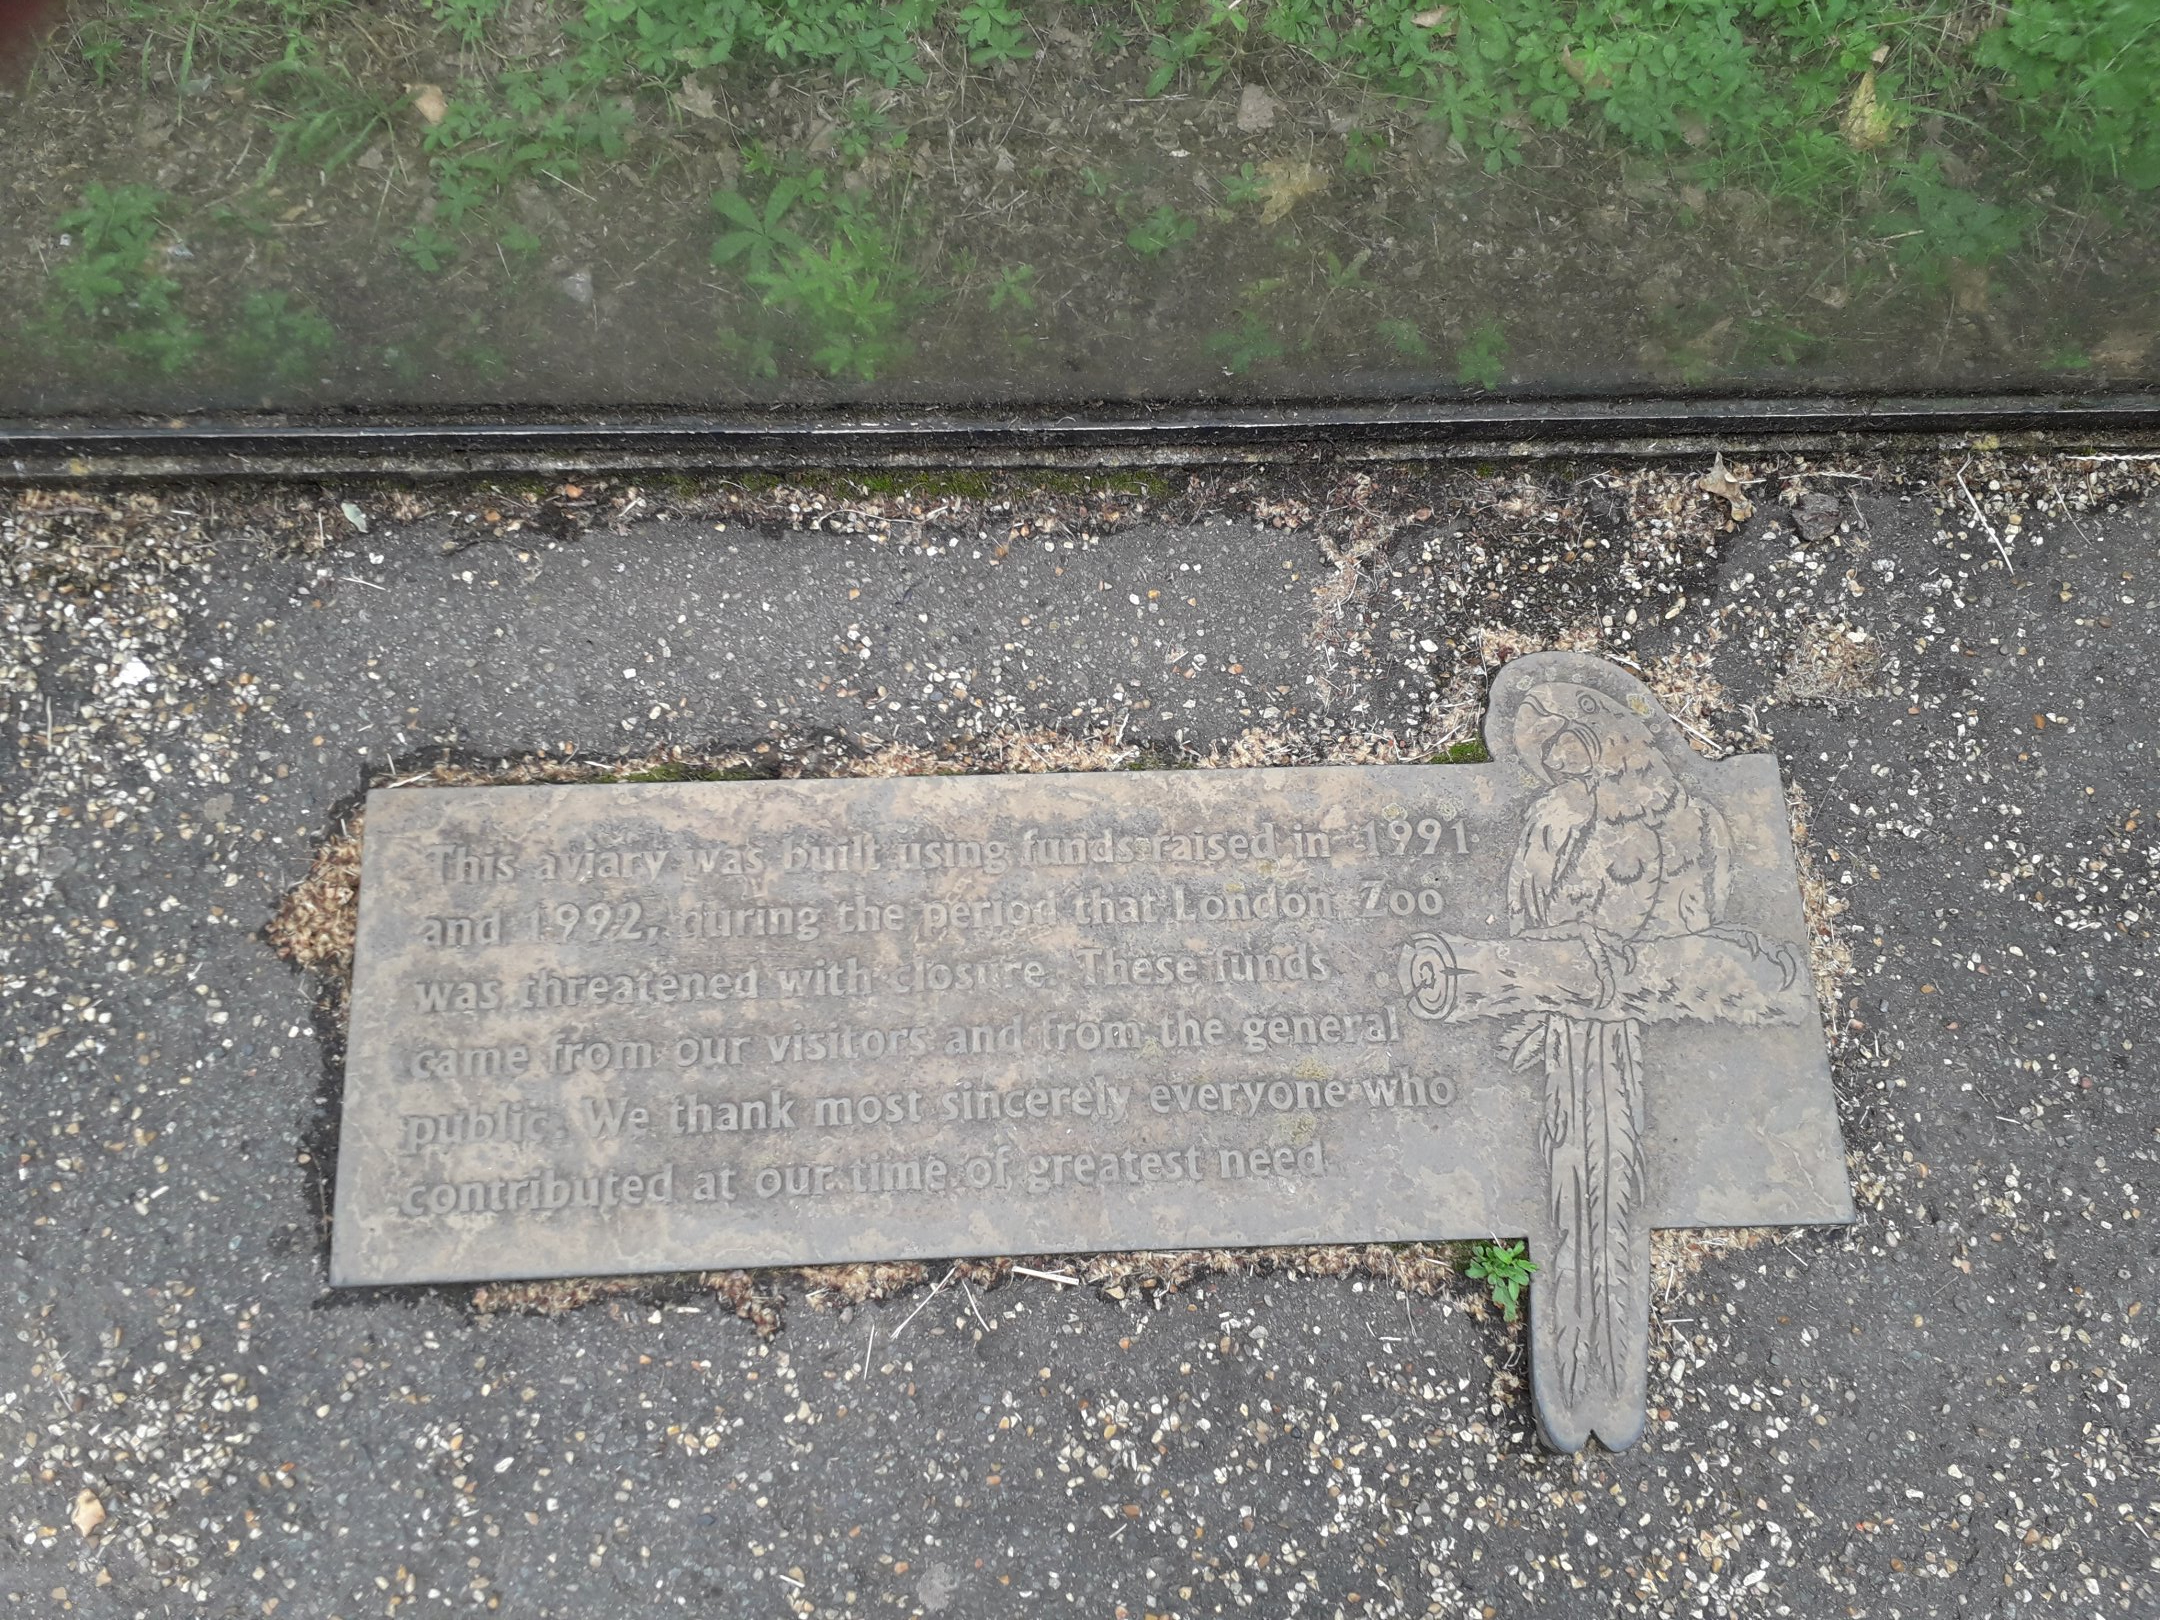 This aviary was built using funds raised in 1991
and 1992, during the period that London Zoo
was threatened with closure. These funds
came from our visitors and from the general
public. We thank most sincerely everyone who
contributed at our time of greatest need